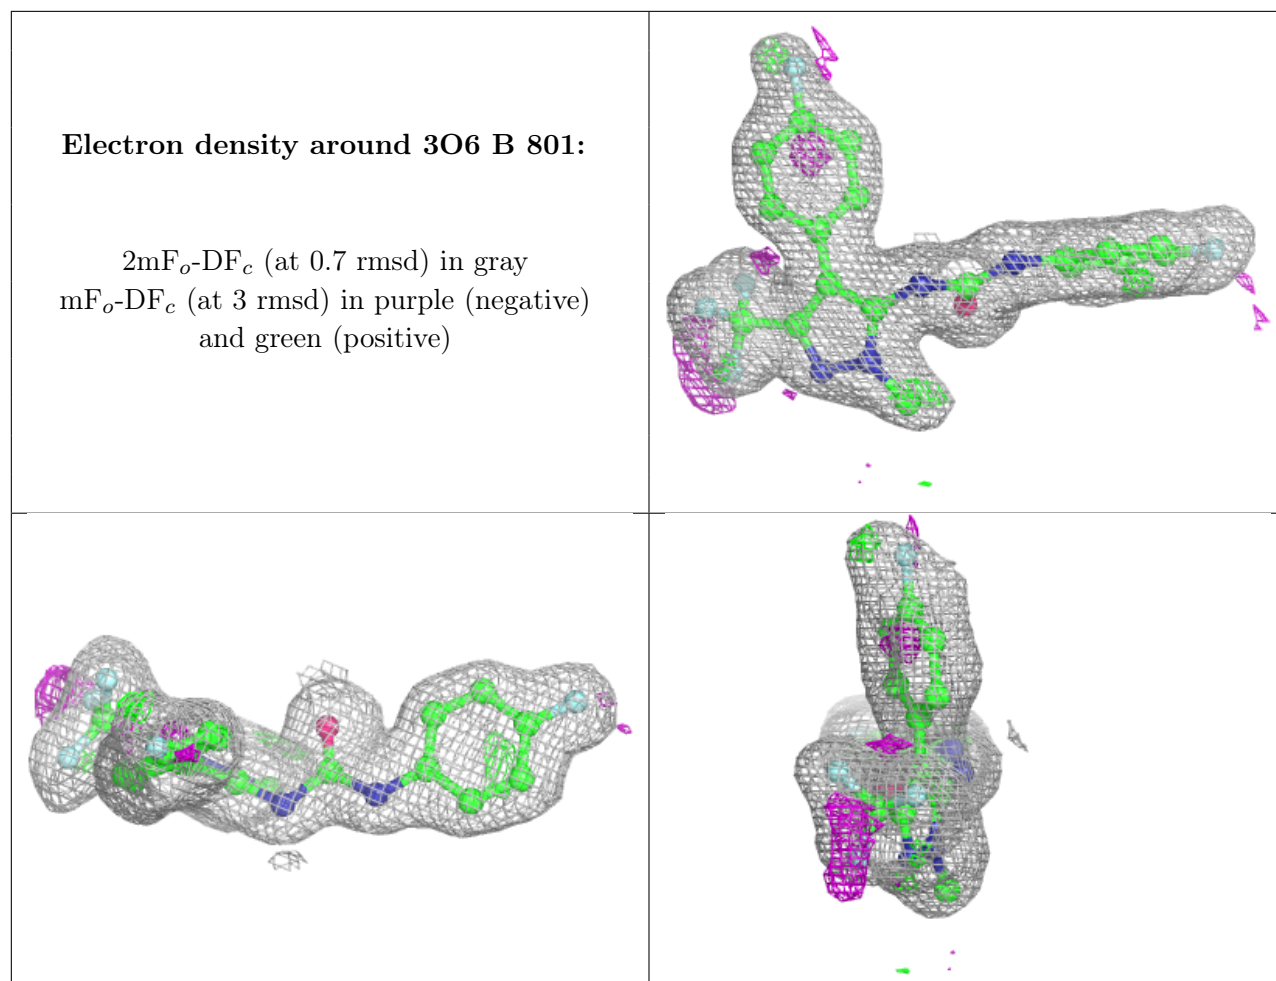 Electron density around 3O6 B 801:
2mFo-DFc (at 0.7 rmsd) in gray
mFo-DFc (at 3 rmsd) in purple (negative)
and green (positive)